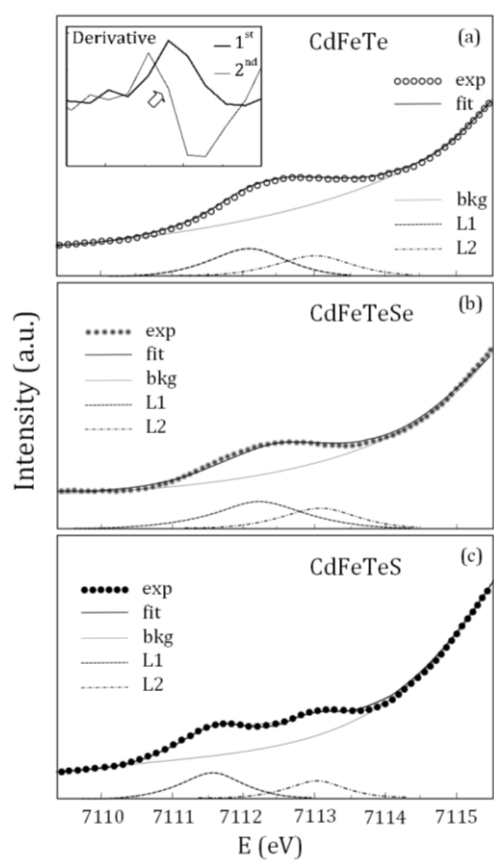 Derivative
1st
2nd
CdFeTe
(a)
exp
fit
bkg
L1
L2
CdFeTeSe
(b)
exp
fit
bkg
L1
L2
CdFeTeS
(c)
exp
fit
bkg
L1
L2
Intensity (a.u.)
7110 7111 7112 7113 7114 7115
E (eV)